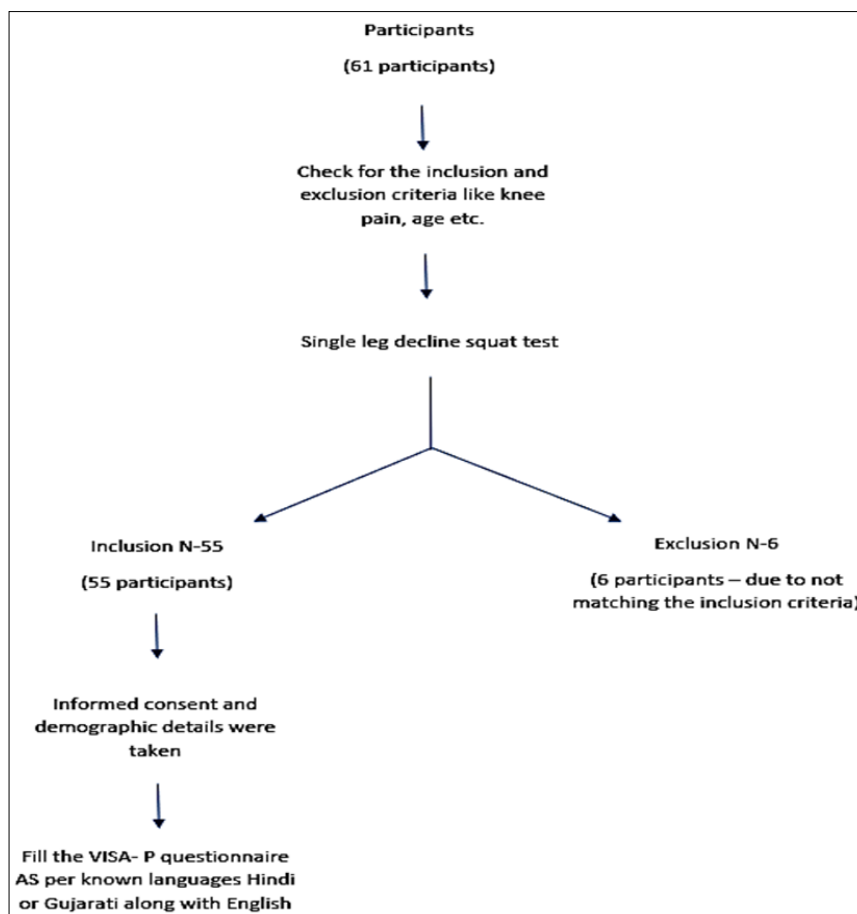 Participants
(61 participants)
Check for the inclusion and
exclusion criteria like knee
pain, age etc.
Single leg decline squat test
Inclusion N-55
(55 participants)
Exclusion N-6
(6 participants – due to not
matching the inclusion criteria)
Informed consent and
demographic details were
taken
Fill the VISA- P questionnaire
AS per known languages Hindi
or Gujarati along with English